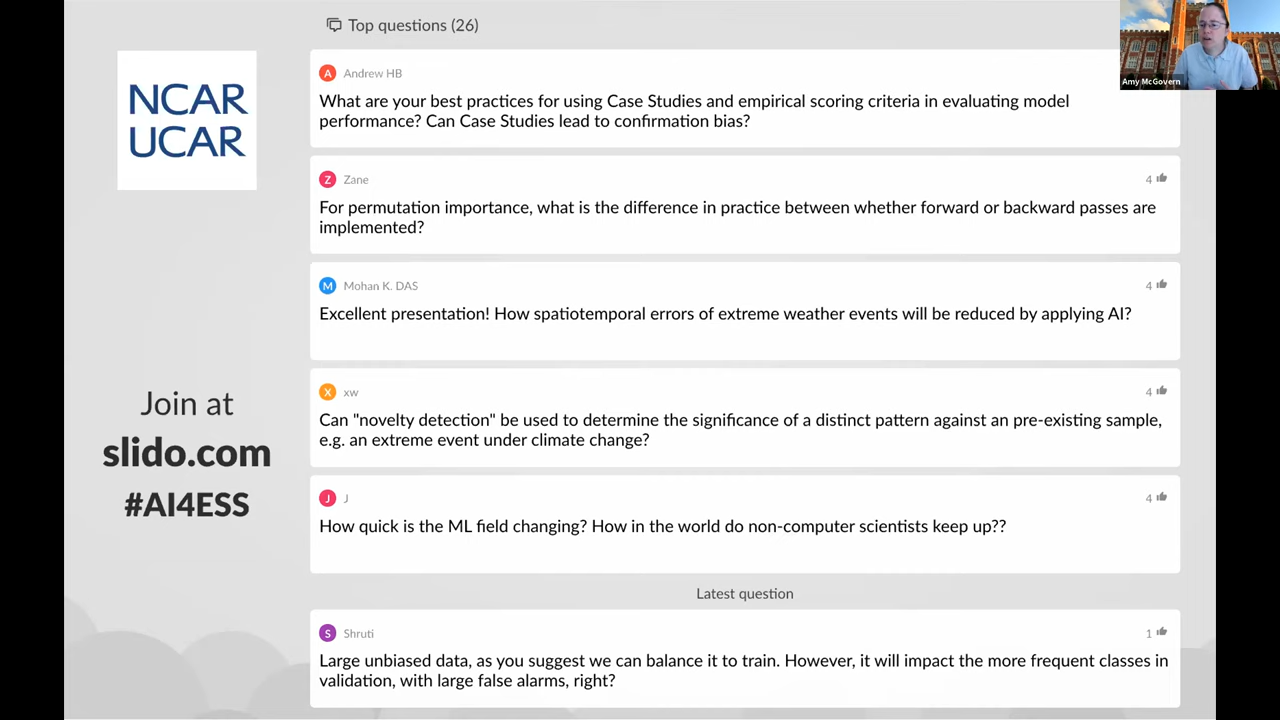 Top questions (26)
NCAR
UCAR
A Andrew HB
What are your best practices for using Case Studies and empirical scoring criteria in evaluating model
performance? Can Case Studies lead to confirmation bias?
Z Zane 4
For permutation importance, what is the difference in practice between whether forward or backward passes are
implemented?
M Mohan K. DAS 4
Excellent presentation! How spatiotemporal errors of extreme weather events will be reduced by applying AI?
X xw 4
Can "novelty detection" be used to determine the significance of a distinct pattern against an pre-existing sample,
e.g. an extreme event under climate change?
J J 4
How quick is the ML field changing? How in the world do non-computer scientists keep up??
Latest question
S Shruti 1
Large unbiased data, as you suggest we can balance it to train. However, it will impact the more frequent classes in
validation, with large false alarms, right?
Join at
slido.com
#AI4ESS
Amy McGovern